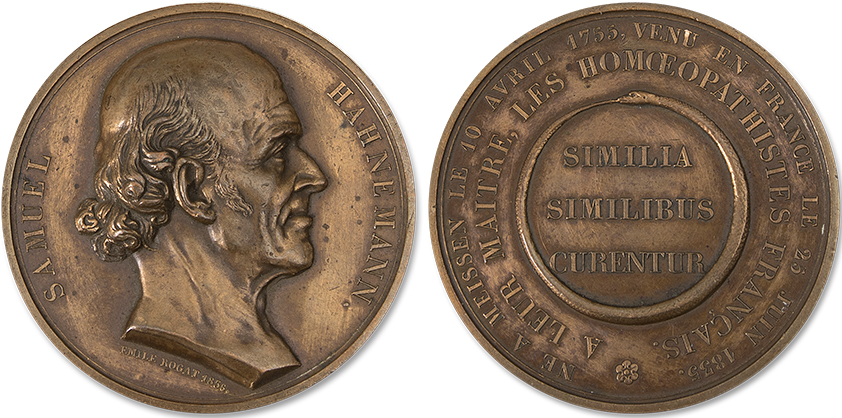 SAMUEL HAHNEMANN
EMILE ROGAT 1835.
NE A MEISSEN LE 10 AVRIL 1755, VENU EN FRANCE LE 25 JUIN 1835.
A LEUR MAITRE, LES HOMŒOPATHISTES FRANÇAIS.
SIMILIA
SIMILIBUS
CURENTUR